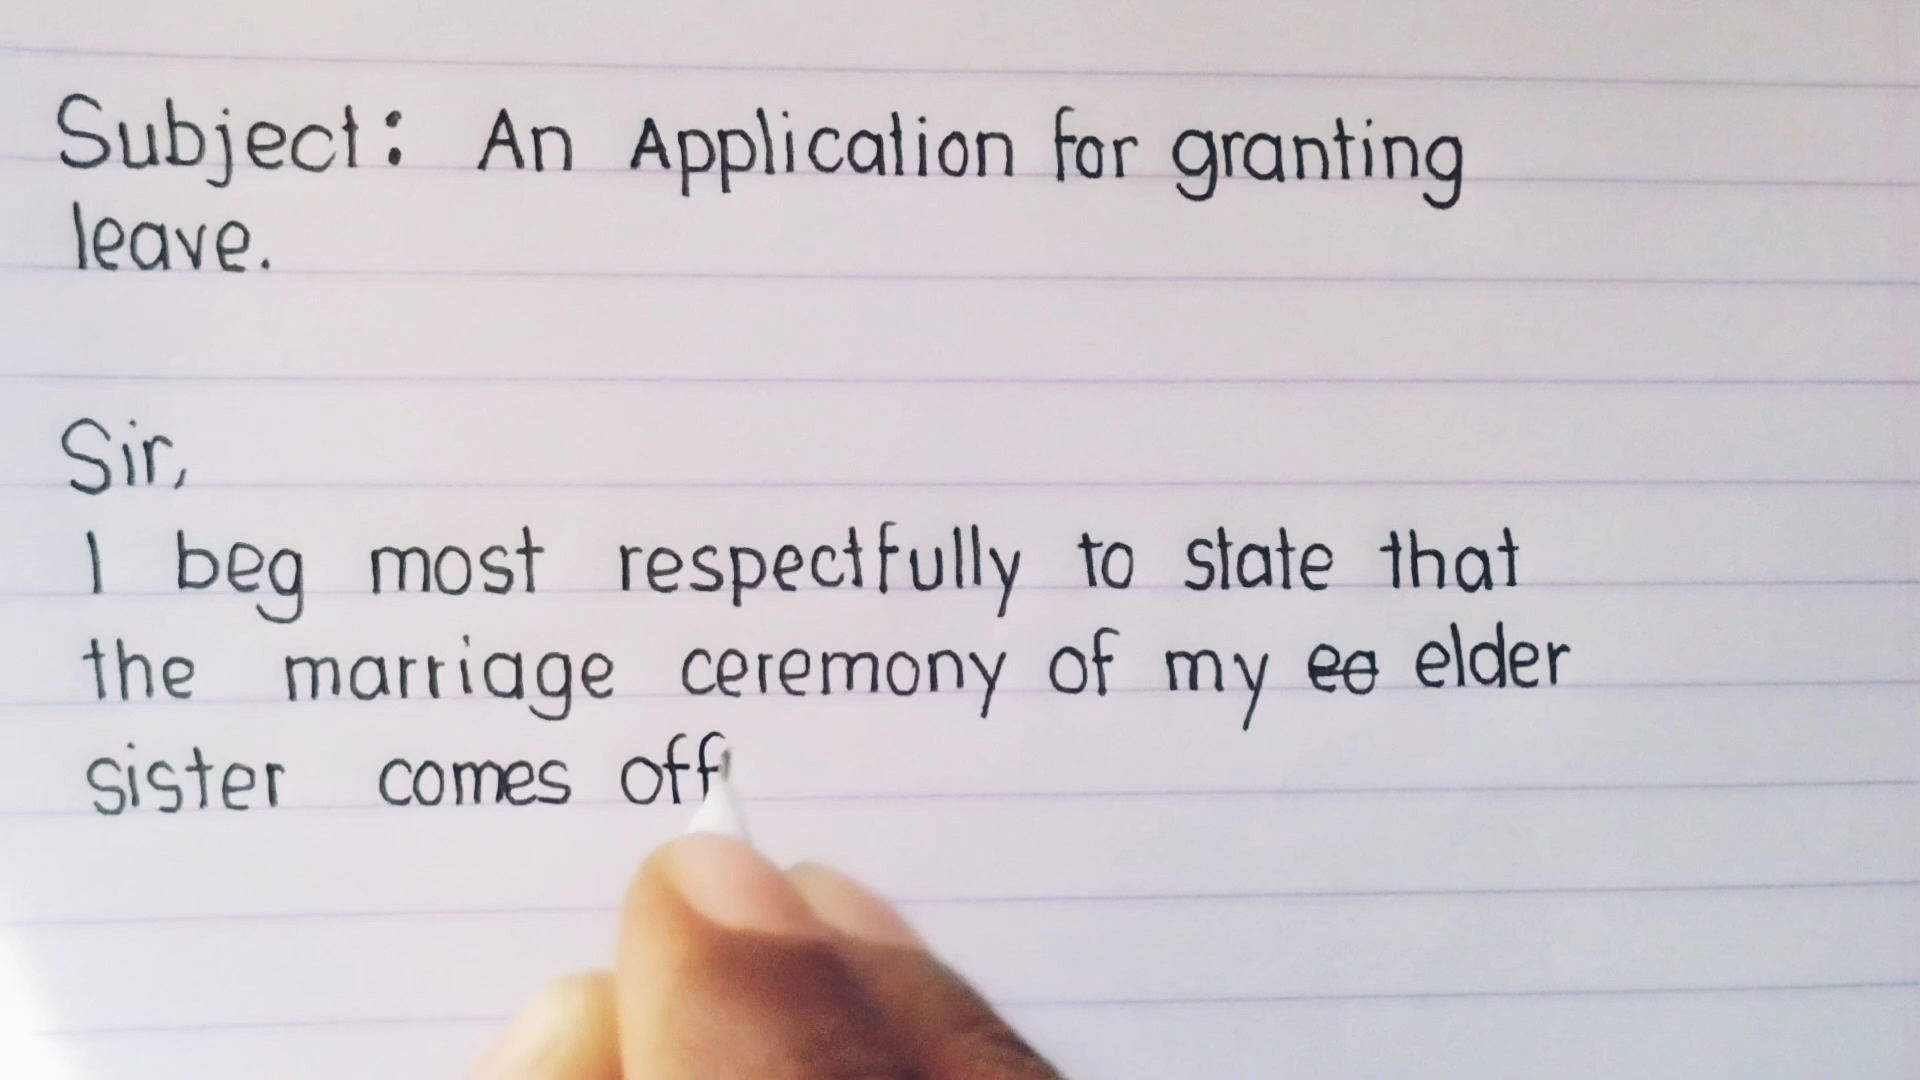 Subject: An Application for granting
leave.
Sir,
I beg most respectfully to state that
the marriage ceremony of my elder
sister comes off